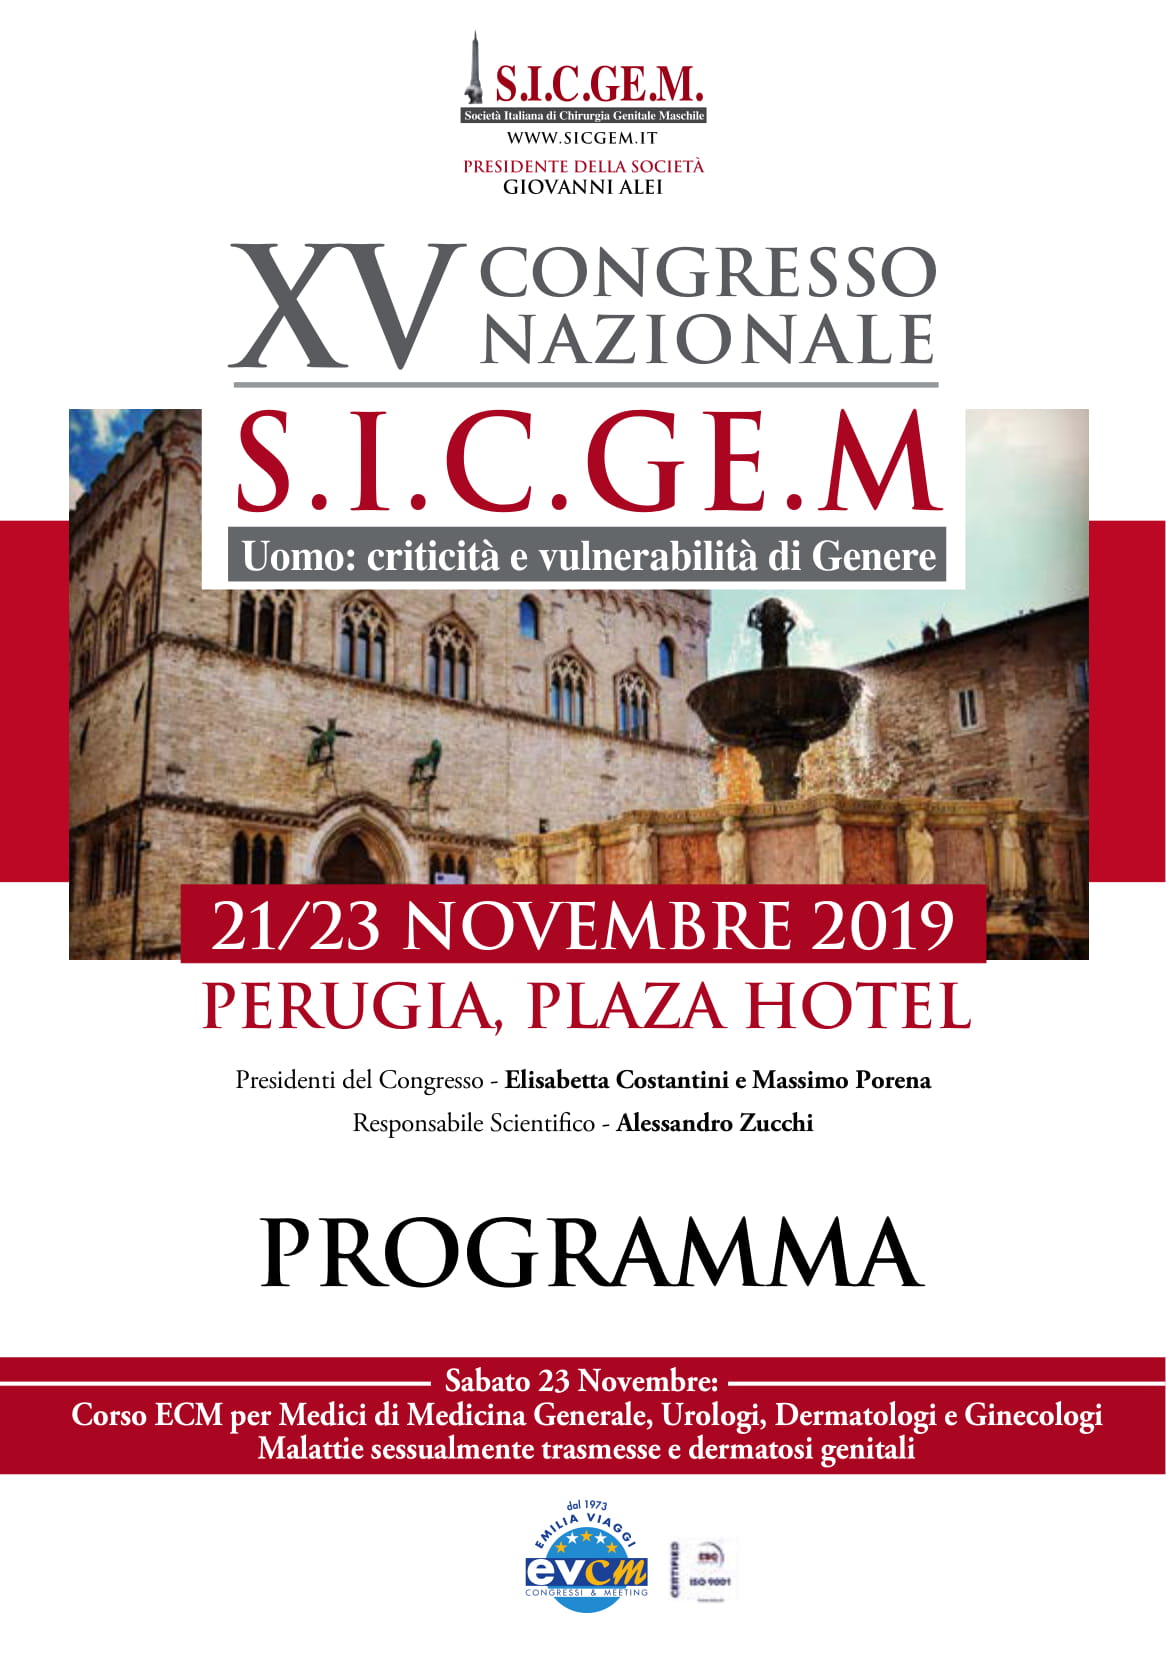 S.I.C.GE.M.
Società Italiana di Chirurgia Genitale Maschile
WWW.SICGEM.IT
PRESIDENTE DELLA SOCIETÀ
GIOVANNI ALEI
XV CONGRESSO
NAZIONALE
S.I.C.GE.M
Uomo: criticità e vulnerabilità di Genere
21/23 NOVEMBRE 2019
PERUGIA, PLAZA HOTEL
Presidenti del Congresso - Elisabetta Costantini e Massimo Porena
Responsabile Scientifico - Alessandro Zucchi
PROGRAMMA
Sabato 23 Novembre:
Corso ECM per Medici di Medicina Generale, Urologi, Dermatologi e Ginecologi
Malattie sessualmente trasmesse e dermatosi genitali
dal 1973
EMILIA VIAGGI
evcm
CONGRESSI & MEETING
CERTIFIED
ISO 9001